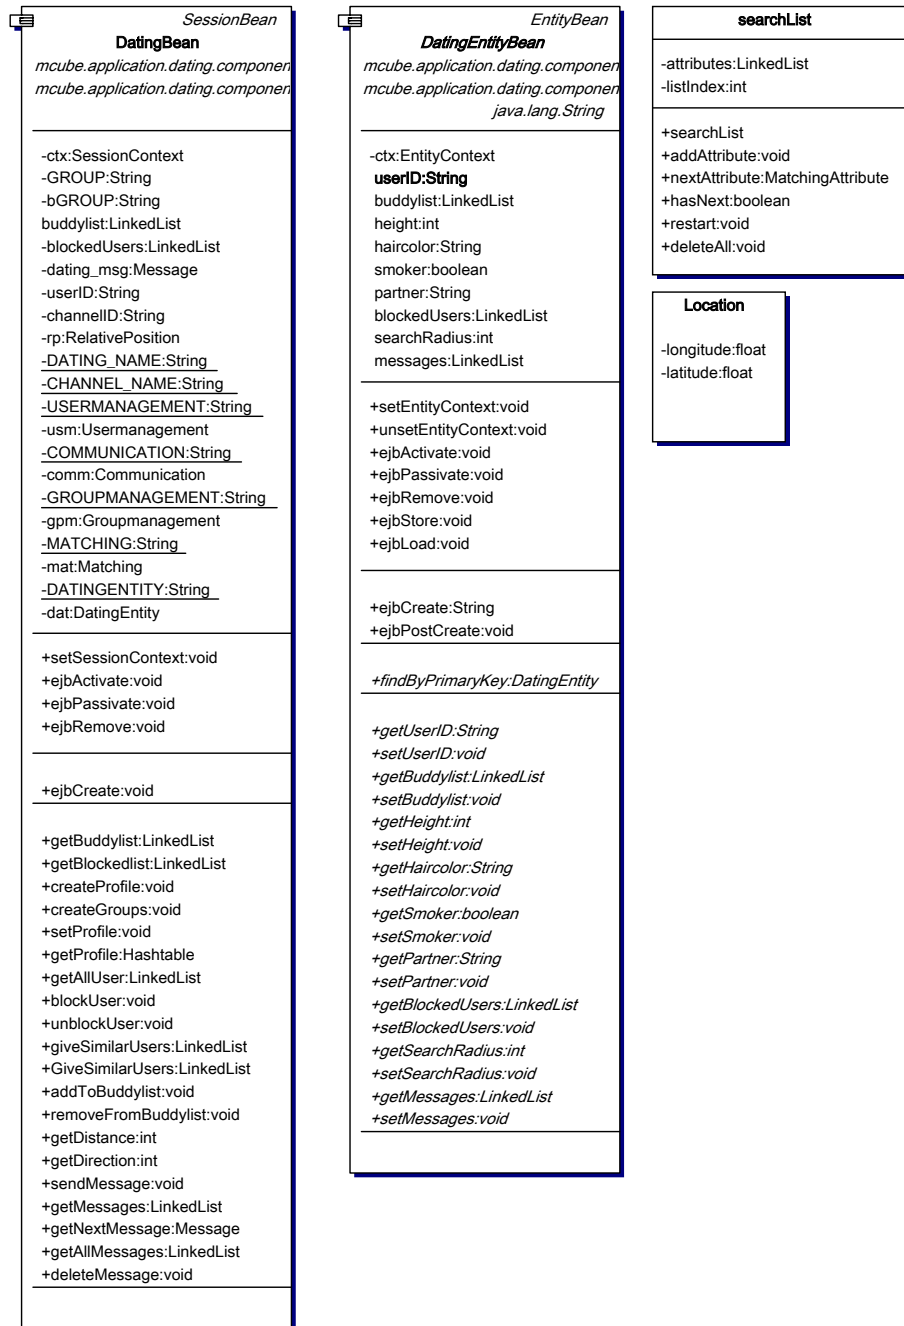 SessionBean
DatingBean
mcube.application.dating.componen
mcube.application.dating.componen
-ctx:SessionContext
-GROUP:String
-bGROUP:String
buddylist:LinkedList
-blockedUsers:LinkedList
-dating_msg:Message
-userID:String
-channelID:String
-rp:RelativePosition
-DATING_NAME:String
-CHANNEL_NAME:String
-USERMANAGEMENT:String
-usm:Usermanagement
-COMMUNICATION:String
-comm:Communication
-GROUPMANAGEMENT:String
-gpm:Groupmanagement
-MATCHING:String
-mat:Matching
-DATINGENTITY:String
-dat:DatingEntity
+setSessionContext:void
+ejbActivate:void
+ejbPassivate:void
+ejbRemove:void
+ejbCreate:void
+getBuddylist:LinkedList
+getBlockedlist:LinkedList
+createProfile:void
+createGroups:void
+setProfile:void
+getProfile:Hashtable
+getAllUser:LinkedList
+blockUser:void
+unblockUser:void
+giveSimilarUsers:LinkedList
+GiveSimilarUsers:LinkedList
+addToBuddylist:void
+removeFromBuddylist:void
+getDistance:int
+getDirection:int
+sendMessage:void
+getMessages:LinkedList
+getNextMessage:Message
+getAllMessages:LinkedList
+deleteMessage:void
EntityBean
DatingEntityBean
mcube.application.dating.componen
mcube.application.dating.componen
java.lang.String
-ctx:EntityContext
userID:String
buddylist:LinkedList
height:int
haircolor:String
smoker:boolean
partner:String
blockedUsers:LinkedList
searchRadius:int
messages:LinkedList
+setEntityContext:void
+unsetEntityContext:void
+ejbActivate:void
+ejbPassivate:void
+ejbRemove:void
+ejbStore:void
+ejbLoad:void
+ejbCreate:String
+ejbPostCreate:void
+findByPrimaryKey:DatingEntity
+getUserID:String
+setUserID:void
+getBuddylist:LinkedList
+setBuddylist:void
+getHeight:int
+setHeight:void
+getHaircolor:String
+setHaircolor:void
+getSmoker:boolean
+setSmoker:void
+getPartner:String
+setPartner:void
+getBlockedUsers:LinkedList
+setBlockedUsers:void
+getSearchRadius:int
+setSearchRadius:void
+getMessages:LinkedList
+setMessages:void
searchList
-attributes:LinkedList
-listIndex:int
+searchList
+addAttribute:void
+nextAttribute:MatchingAttribute
+hasNext:boolean
+restart:void
+deleteAll:void
Location
-longitude:float
-latitude:float